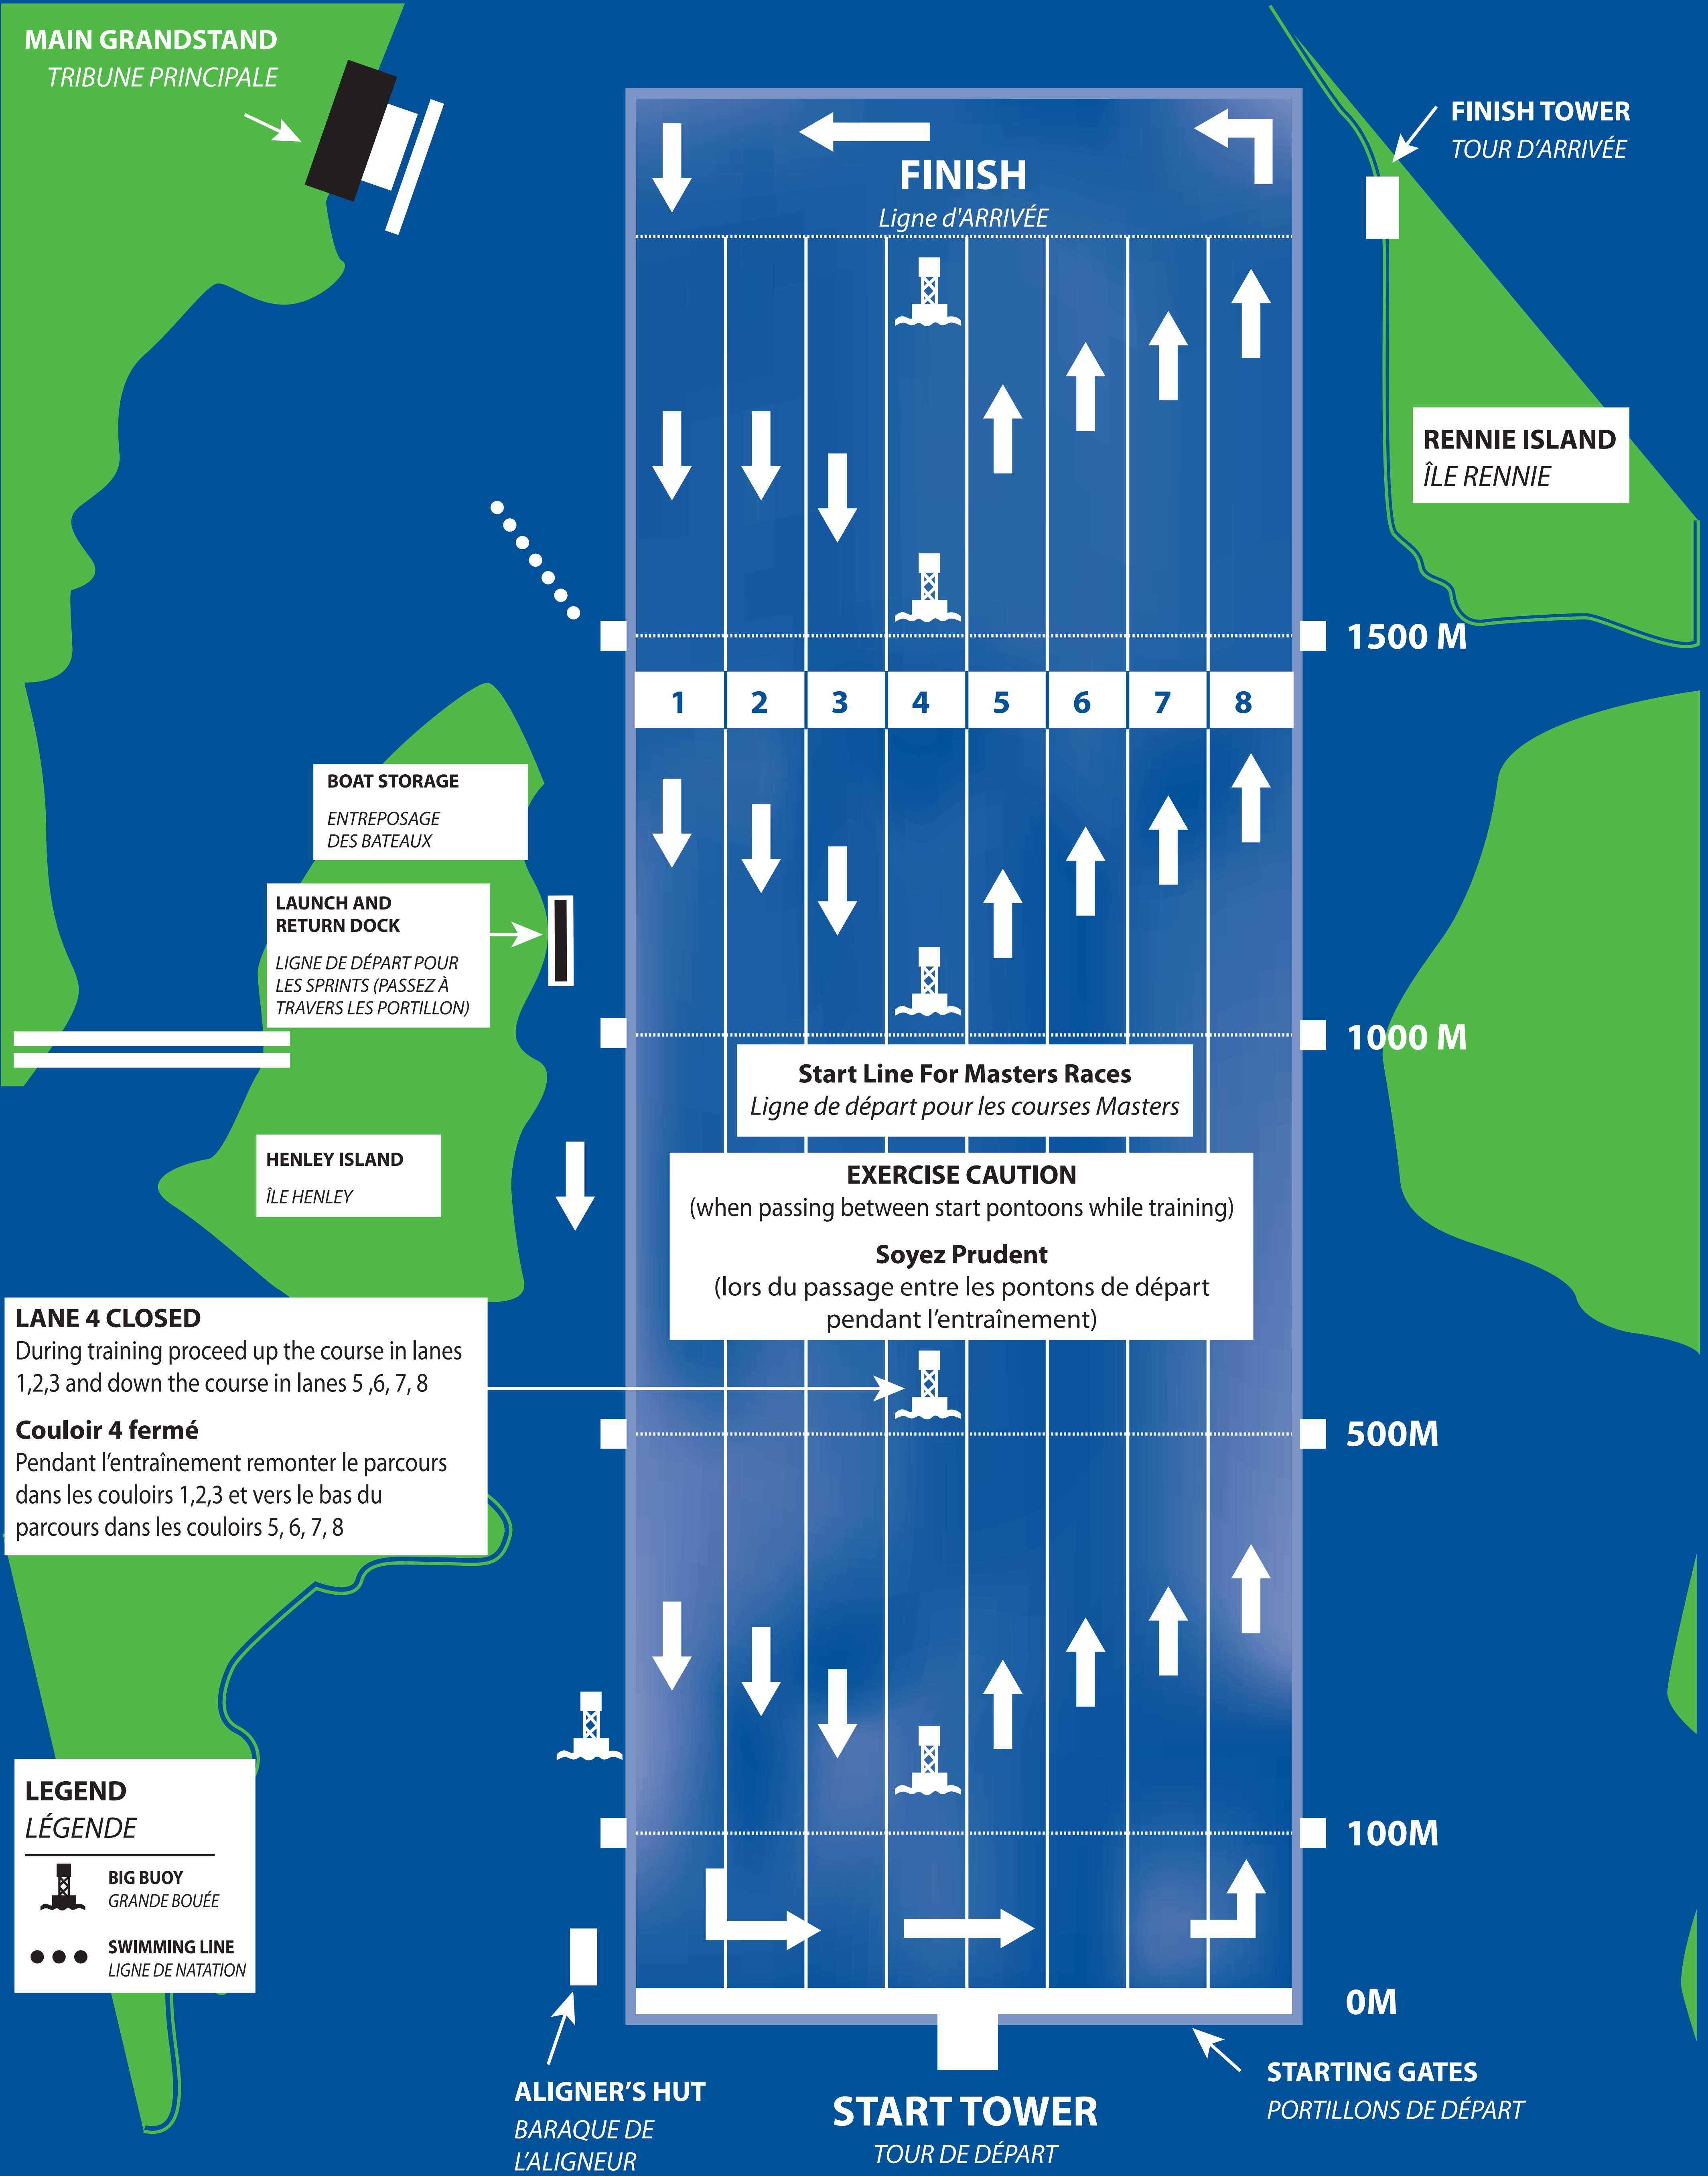 MAIN GRANDSTAND
TRIBUNE PRINCIPALE
FINISH TOWER
TOUR D'ARRIVÉE
FINISH
Ligne d'ARRIVÉE
RENNIE ISLAND
ÎLE RENNIE
1500 M
1 2 3 4 5 6 7 8
BOAT STORAGE
ENTREPOSAGE
DES BATEAUX
LAUNCH AND
RETURN DOCK
LIGNE DE DÉPART POUR
LES SPRINTS (PASSEZ À
TRAVERS LES PORTILLON)
1000 M
Start Line For Masters Races
Ligne de départ pour les courses Masters
HENLEY ISLAND
ÎLE HENLEY
EXERCISE CAUTION
(when passing between start pontoons while training)
Soyez Prudent
(lors du passage entre les pontons de départ
pendant l'entraînement)
LANE 4 CLOSED
During training proceed up the course in lanes
1,2,3 and down the course in lanes 5 ,6, 7, 8
Couloir 4 fermé
Pendant l'entraînement remonter le parcours
dans les couloirs 1,2,3 et vers le bas du
parcours dans les couloirs 5, 6, 7, 8
500M
LEGEND
LÉGENDE
BIG BUOY
GRANDE BOUÉE
SWIMMING LINE
LIGNE DE NATATION
100M
0M
ALIGNER'S HUT
BARAQUE DE
L'ALIGNEUR
START TOWER
TOUR DE DÉPART
STARTING GATES
PORTILLONS DE DÉPART